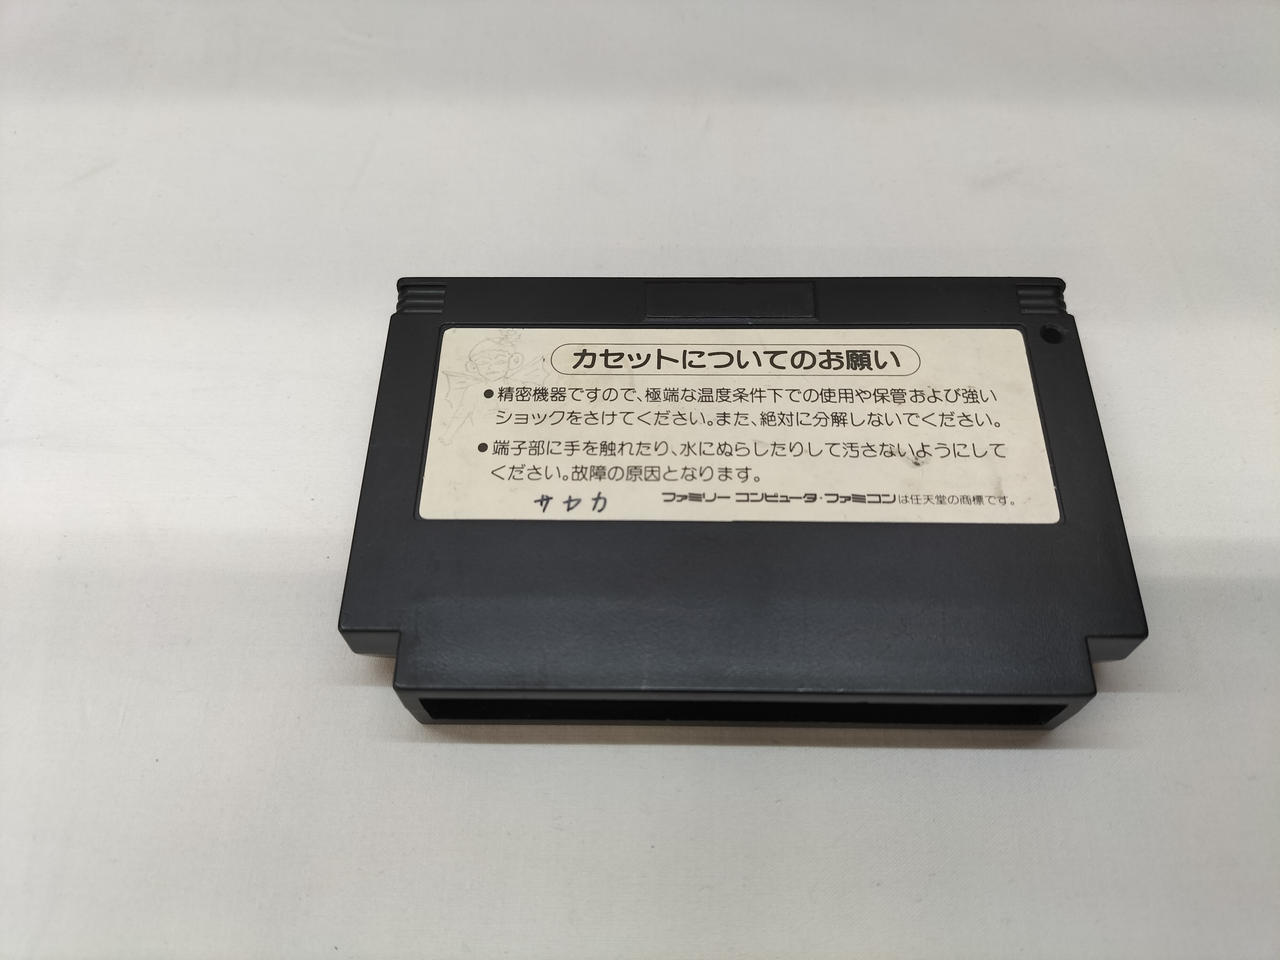 カセットについてのお願い
●精密機器ですので、極端な温度条件下での使用や保管および強い
ショックをさけてください。また、絶対に分解しないでください。
●端子部に手を触れたり、水にぬらしたりして汚さないようにして
ください。故障の原因となります。
サセカ
ファミリー コンピュータ・ファミコンは任天堂の商標です。